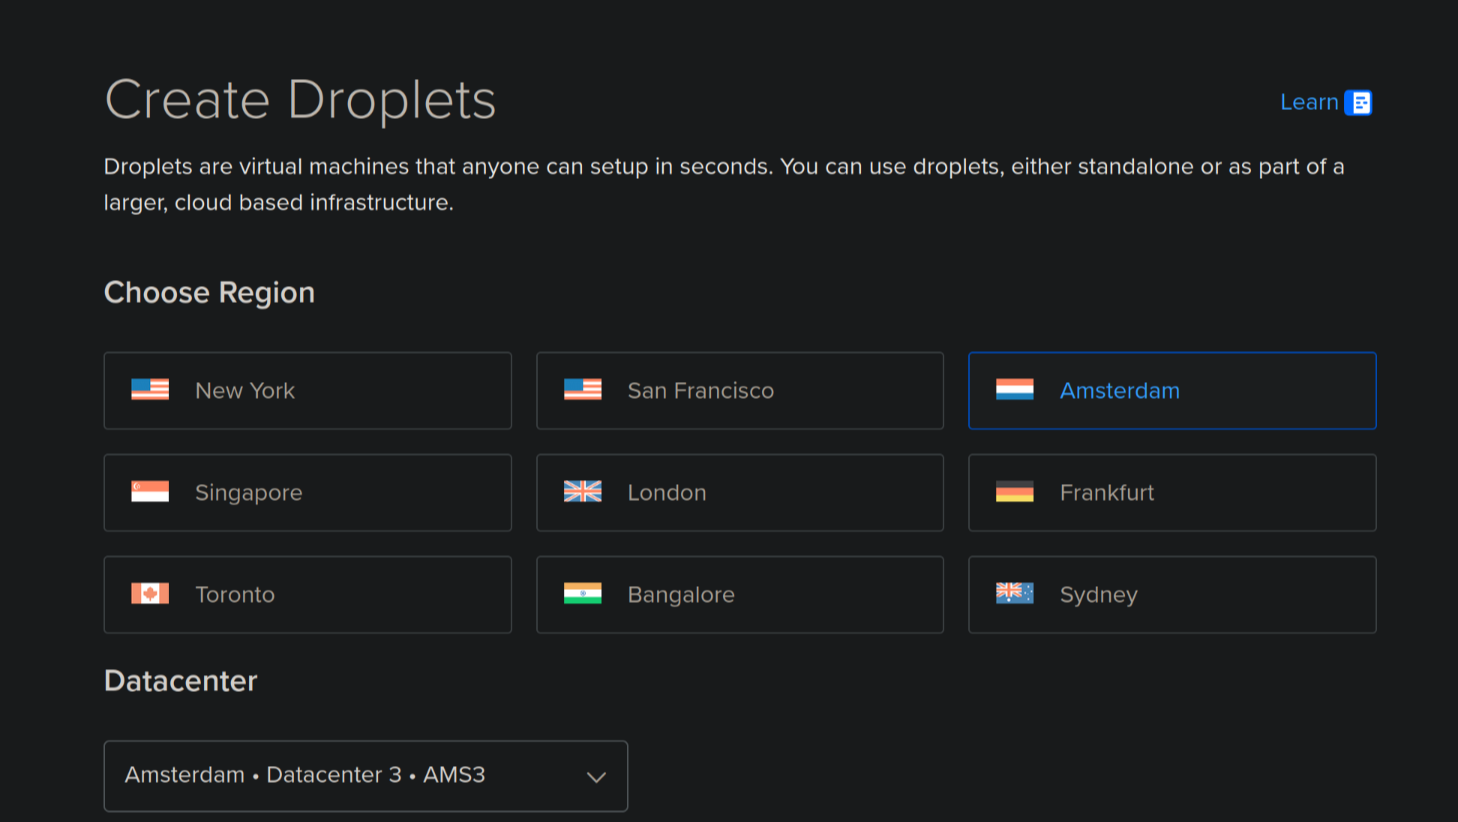 Create Droplets
Learn
Droplets are virtual machines that anyone can setup in seconds. You can use droplets, either standalone or as part of a
larger, cloud based infrastructure.
Choose Region
New York
San Francisco
Amsterdam
Singapore
London
Frankfurt
Toronto
Bangalore
Sydney
Datacenter
Amsterdam • Datacenter 3 • AMS3